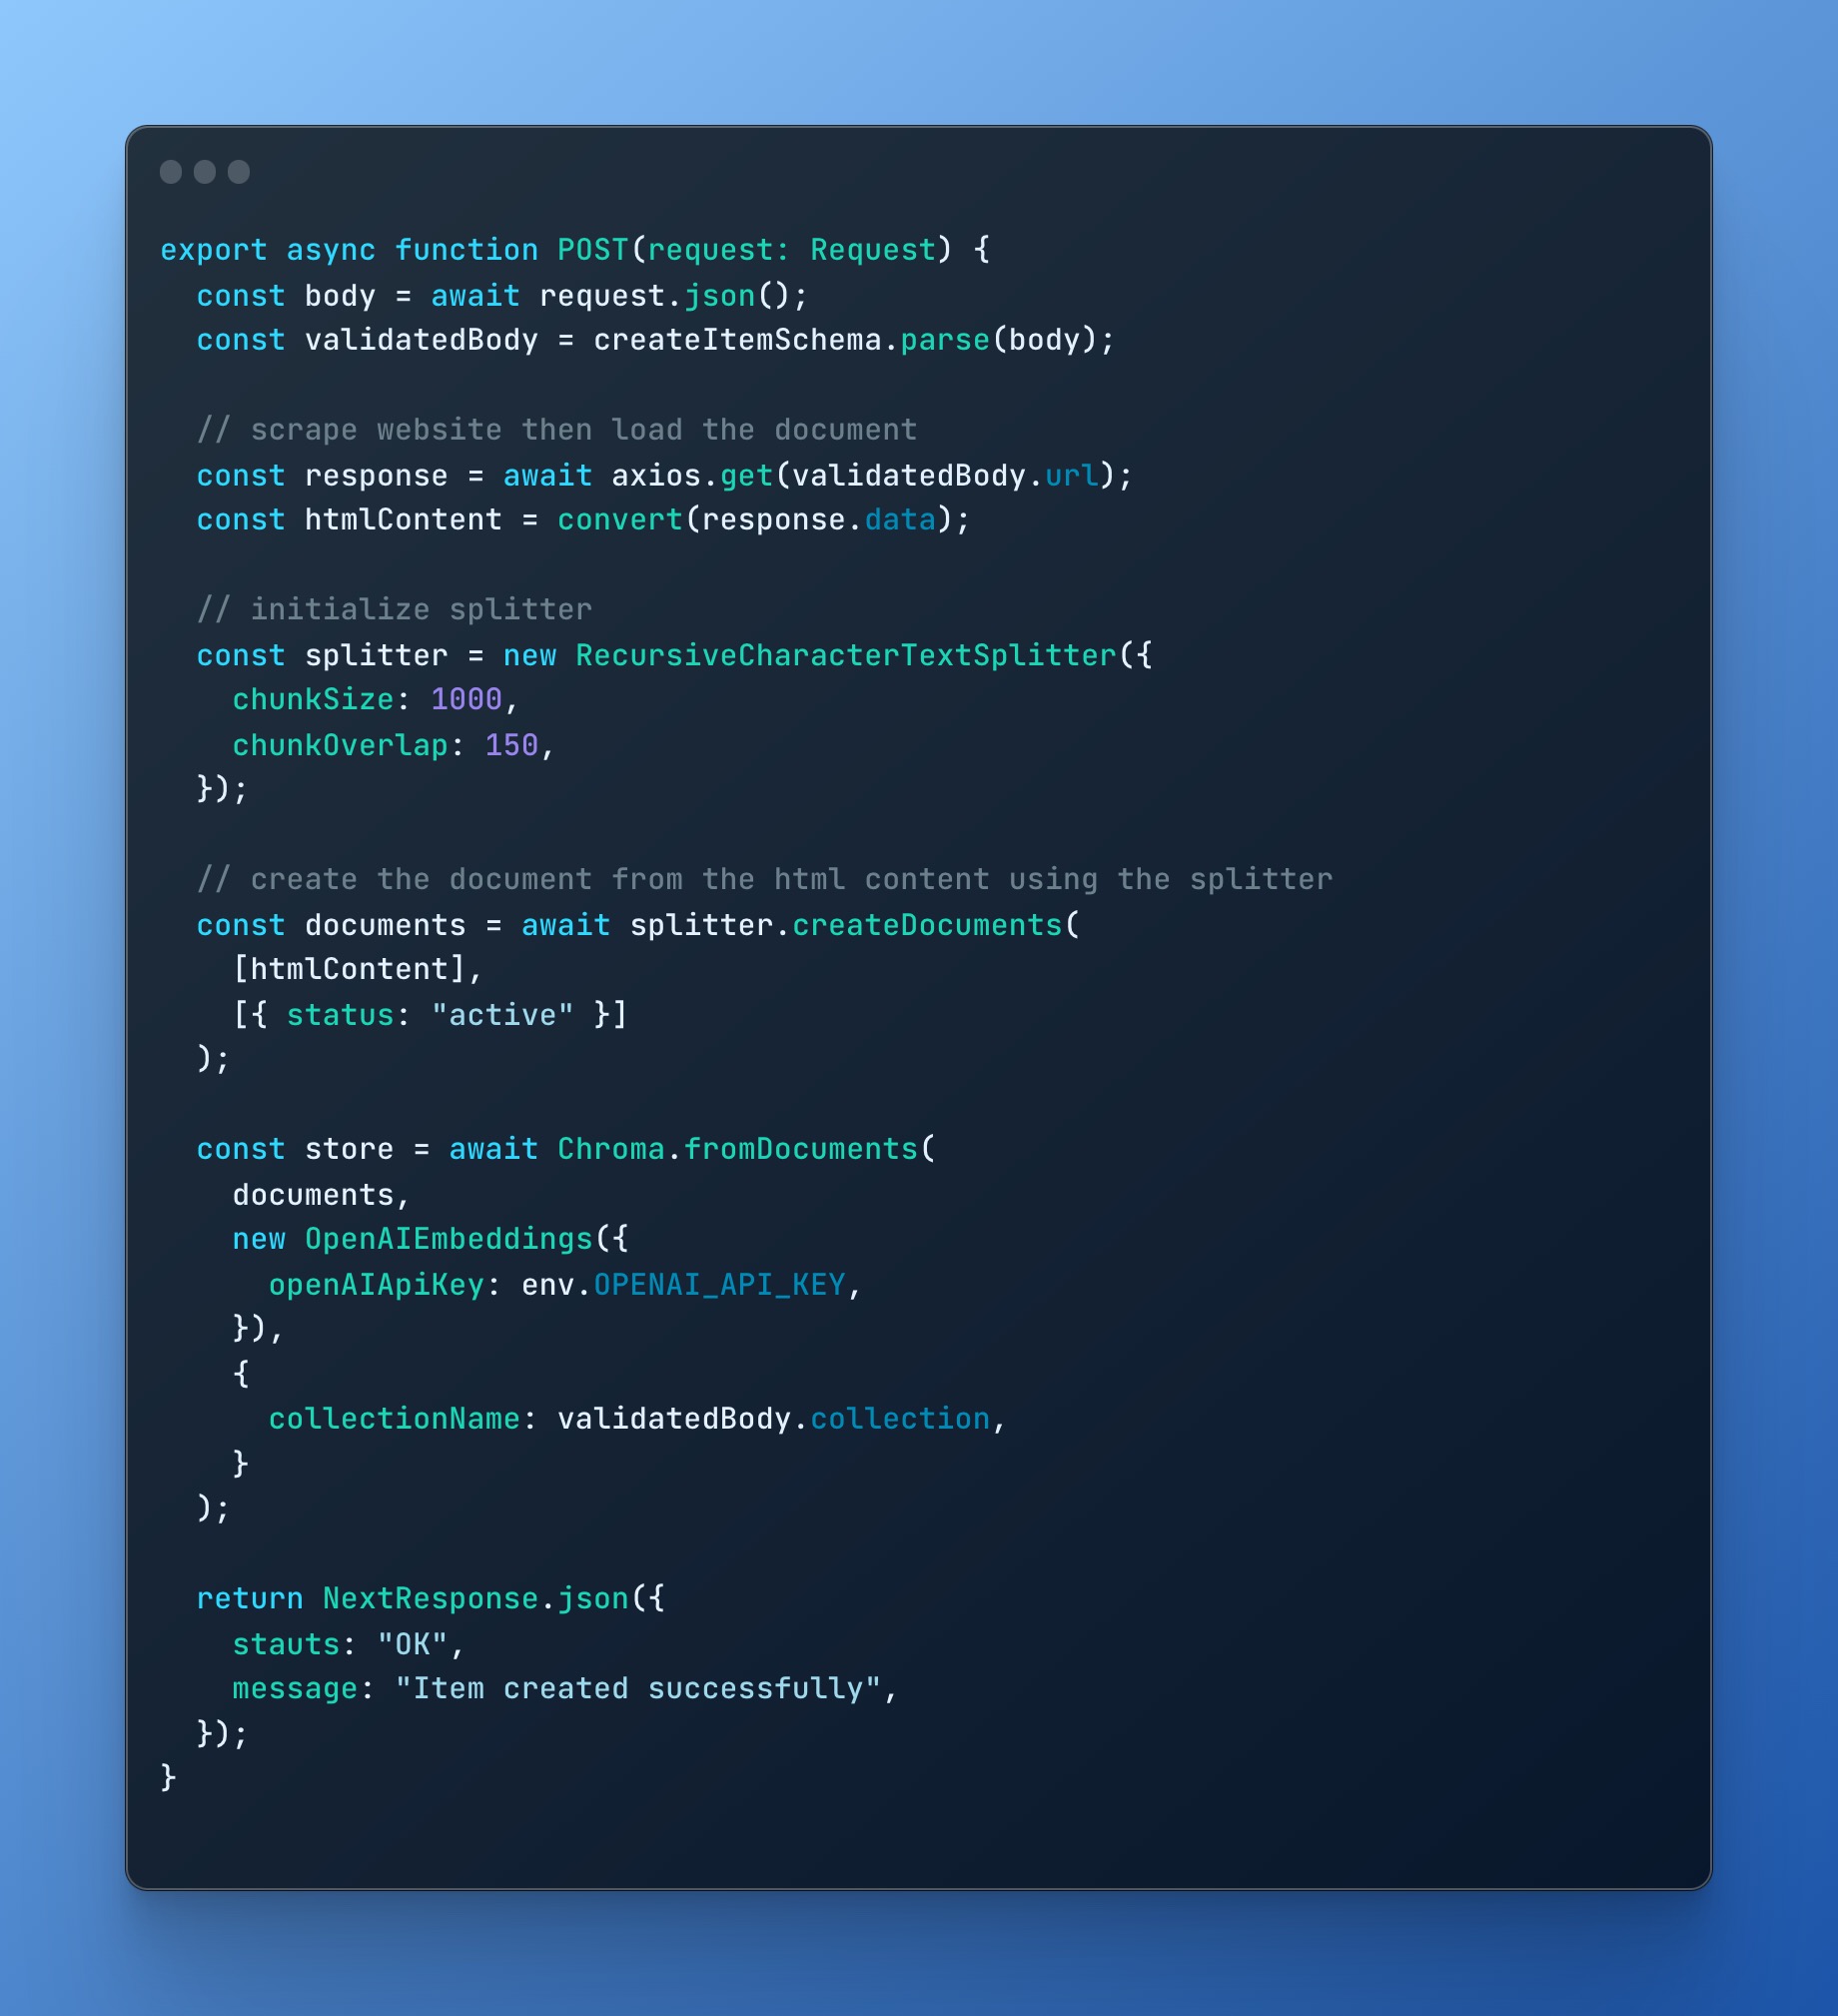 export async function POST(request: Request) {
  const body = await request.json();
  const validatedBody = createItemSchema.parse(body);

  // scrape website then load the document
  const response = await axios.get(validatedBody.url);
  const htmlContent = convert(response.data);

  // initialize splitter
  const splitter = new RecursiveCharacterTextSplitter({
    chunkSize: 1000,
    chunkOverlap: 150,
  });

  // create the document from the html content using the splitter
  const documents = await splitter.createDocuments(
    [htmlContent],
    [{ status: "active" }]
  );

  const store = await Chroma.fromDocuments(
    documents,
    new OpenAIEmbeddings({
      openAIApiKey: env.OPENAI_API_KEY,
    }),
    {
      collectionName: validatedBody.collection,
    }
  );

  return NextResponse.json({
    stauts: "OK",
    message: "Item created successfully",
  });
}